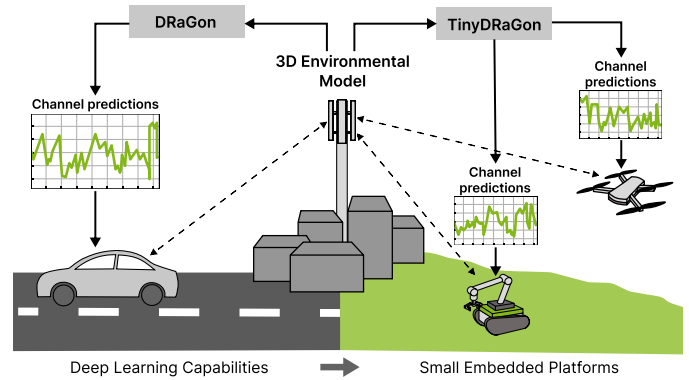 DRaGon
TinyDRaGon
3D Environmental
Model
Channel
predictions
Channel predictions
Channel
predictions
Deep Learning Capabilities
Small Embedded Platforms